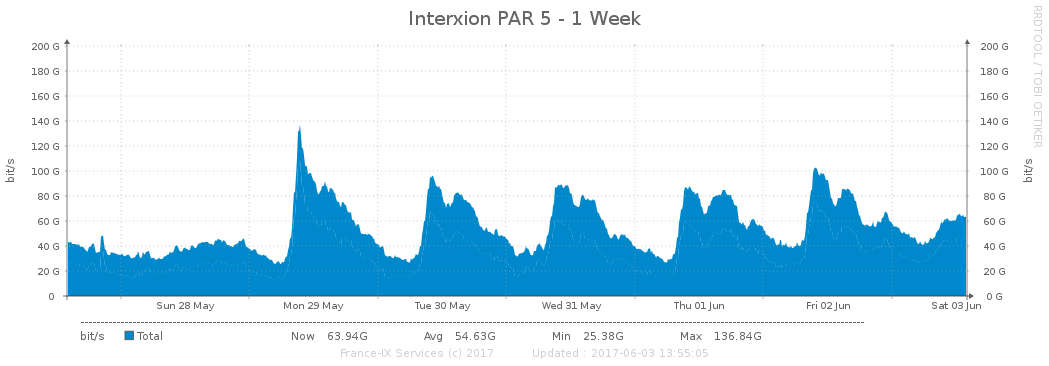 Interxion PAR 5 - 1 Week
RRDTOOL / TOBI OETIKER
bit/s
bit/s
200 G 200 G
180 G 180 G
160 G 160 G
140 G 140 G
120 G 120 G
100 G 100 G
80 G 80 G
60 G 60 G
40 G 40 G
20 G 20 G
0 0 G
Sun 28 May Mon 29 May Tue 30 May Wed 31 May Thu 01 Jun Fri 02 Jun Sat 03 Jun
bit/s Total Now 63.94G Avg 54.63G Min 25.38G Max 136.84G
France-IX Services (c) 2017 Updated : 2017-06-03 13:55:05